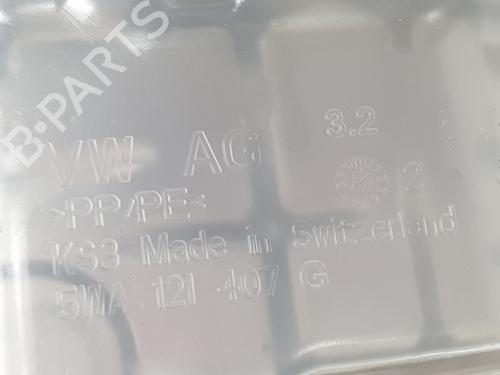 B-PARTS
VW AG 3.2
>PP/PE< 2
KS3 Made in Switzerland
5WA 121 407 G